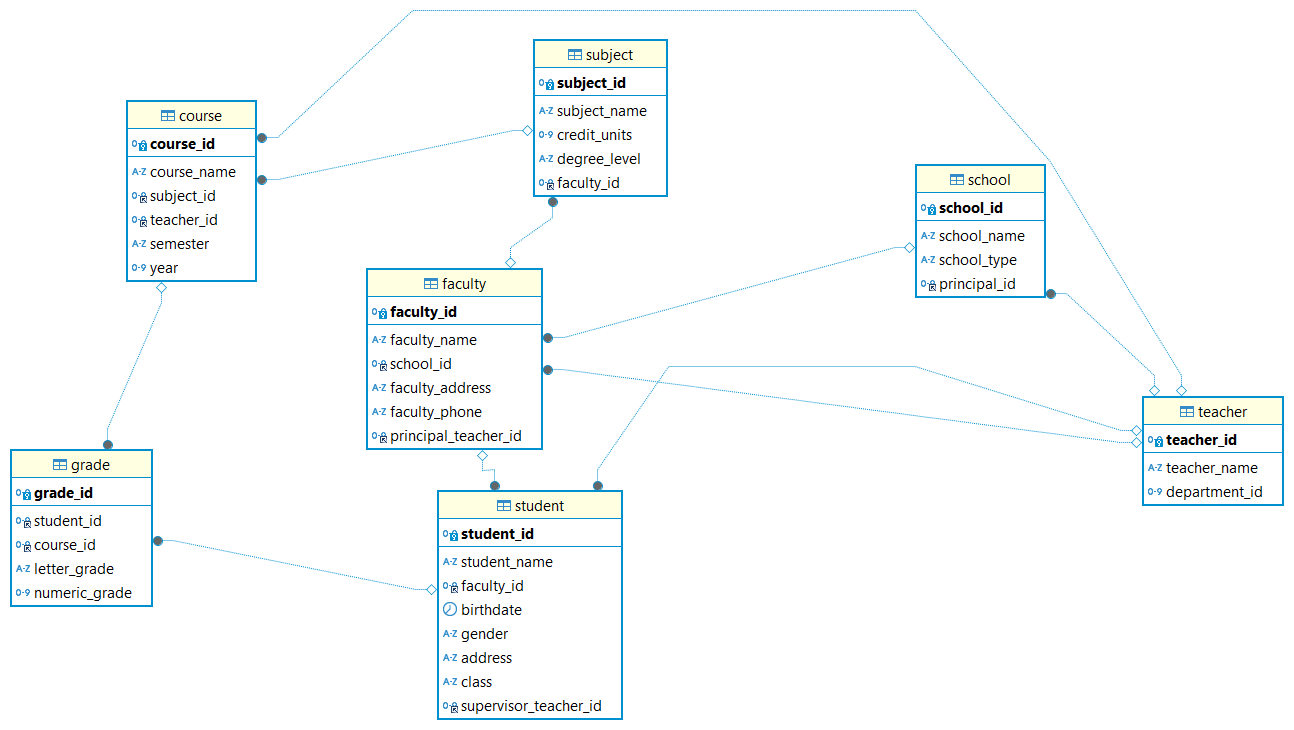 subject
subject_id
subject_name
credit_units
degree_level
faculty_id
course
course_id
course_name
subject_id
teacher_id
semester
year
school
school_id
school_name
school_type
principal_id
faculty
faculty_id
faculty_name
school_id
faculty_address
faculty_phone
principal_teacher_id
teacher
teacher_id
teacher_name
department_id
grade
grade_id
student_id
course_id
letter_grade
numeric_grade
student
student_id
student_name
faculty_id
birthdate
gender
address
class
supervisor_teacher_id